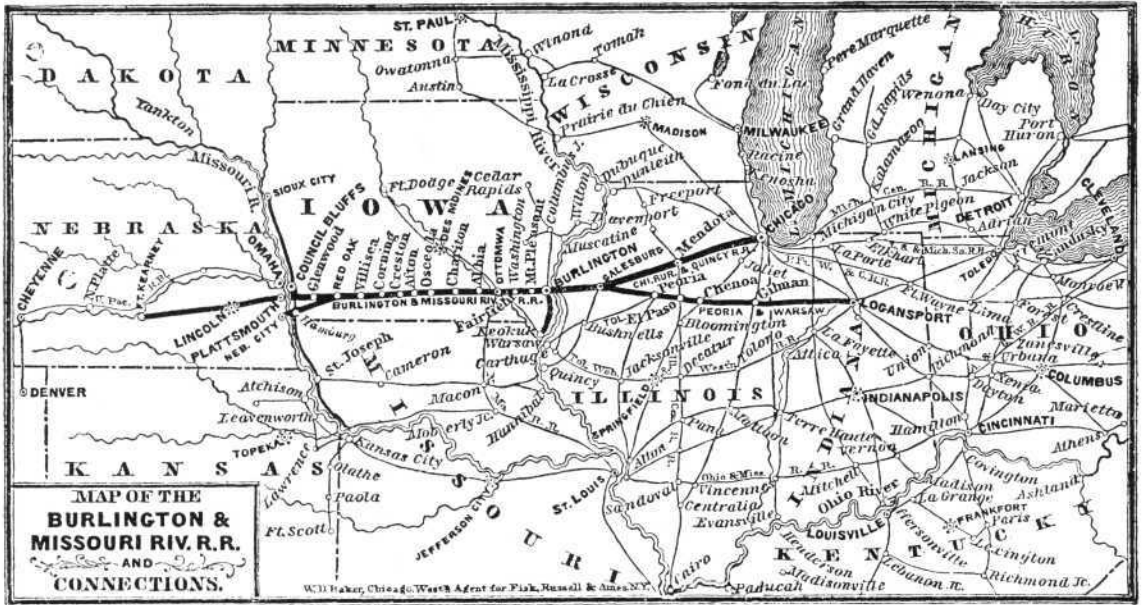 ST. PAUL
MINNESOTA
DAKOTA
Owatonna
Austin
Winona
Tomah
La Crosse
Mississippi River
WISCONSIN
Prairie du Chien
Fond du Lac
MADISON
MILWAUKEE
Racine
Kenosha
MICHIGAN
Pere Marquette
Grand Haven
Gd. Rapids
Wenona
Kalamazoo
MICHIGAN
Port
Huron
LANSING
Jackson
DETROIT
Adrian
White Pigeon
Michigan City
Cen. R. R.
CLEVELAND
Sandusky
TOLEDO
Yankton
Missouri R.
SIOUX CITY
Ft. Dodge
Cedar
Rapids
IOWA
DES MOINES
Dubuque
Dunleith
Freeport
Davenport
Wilton
Columbus J.
Muscatine
Mendota
CHICAGO
NEBRASKA
CHEYENNE
N. Platte
FT. KEARNEY
OMAHA
COUNCIL BLUFFS
Glenwood
RED OAK
Villisca
Corning
Creston
Afton
Osceola
Chariton
Albia
OTTUMWA
Fairfield
Washington
Mt. Pleasant
BURLINGTON
BURLINGTON & MISSOURI RIV. R.R.
CHI. BUR. & QUINCY R.R.
LINCOLN
PLATTSMOUTH
NEB. CITY
Hamburg
Joliet
La Porte
Elkhart
Peoria
Chenoa
Gilman
PEORIA & WARSAW
LOGANSPORT
Ft. Wayne
Lima
Forest
Crestline
Keokuk
Warsaw
Carthage
Quincy
Bushnells
TOL.
El Paso
Bloomington
Jacksonville
Decatur
Tolono
La Fayette
Attica
Union
Richmond
Urbana
Zanesville
OHIO
Xenia
Dayton
COLUMBUS
DENVER
St. Joseph
Cameron
Atchison
Leavenworth
Macon
Moberly Jc.
Hannibal
SPRINGFIELD
ILLINOIS
INDIANA
INDIANAPOLIS
Hamilton
CINCINNATI
Marietta
Athens
TOPEKA
Lawrence
Kansas City
KANSAS
MISSOURI
Olathe
Paola
Ft. Scott
JEFFERSON CITY
ST. LOUIS
Alton
Pana
Mattoon
Terre Haute
Vernon
Sandoval
Ohio & Miss.
R. R.
Vincennes
Mitchell
Centralia
Evansville
Ohio River
Madison
La Grange
Covington
Ashland
LOUISVILLE
Jeffersonville
FRANKFORT
Paris
Lexington
KENTUCKY
Henderson
Madisonville
Lebanon
Richmond Jc.
Cairo
Paducah
MAP OF THE
BURLINGTON &
MISSOURI RIV. R.R.
AND
CONNECTIONS.
W.D. Baker, Chicago, West'n Agent for Fisk, Russell & Ames N.Y.